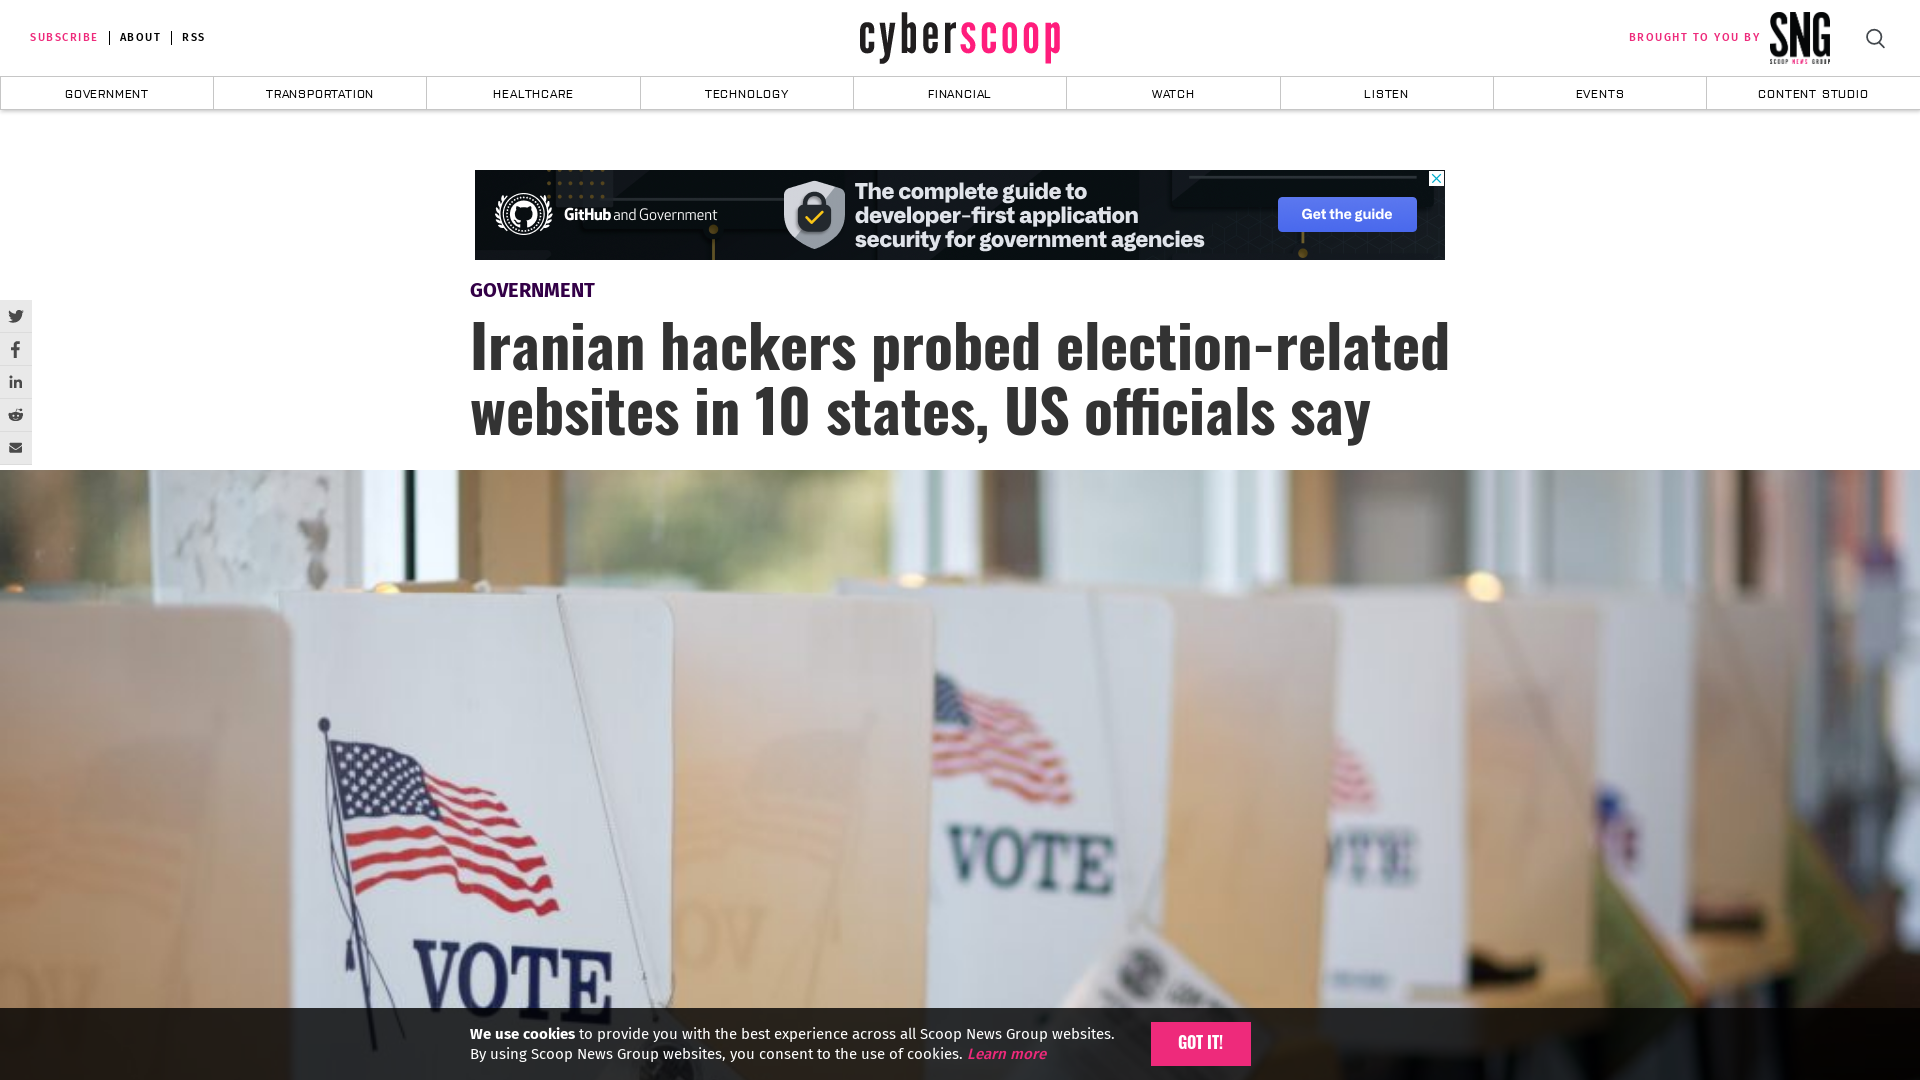 SUBSCRIBE
ABOUT
RSS
cyberscoop
BROUGHT TO YOU BY
SNG
SCOOP NEWS GROUP
GOVERNMENT
TRANSPORTATION
HEALTHCARE
TECHNOLOGY
FINANCIAL
WATCH
LISTEN
EVENTS
CONTENT STUDIO
GitHub and Government
The complete guide to
developer-first application
security for government agencies
Get the guide
GOVERNMENT
Iranian hackers probed election-related
websites in 10 states, US officials say
VOTE
VOTE
VOTE
We use cookies to provide you with the best experience across all Scoop News Group websites.
By using Scoop News Group websites, you consent to the use of cookies. Learn more
GOT IT!